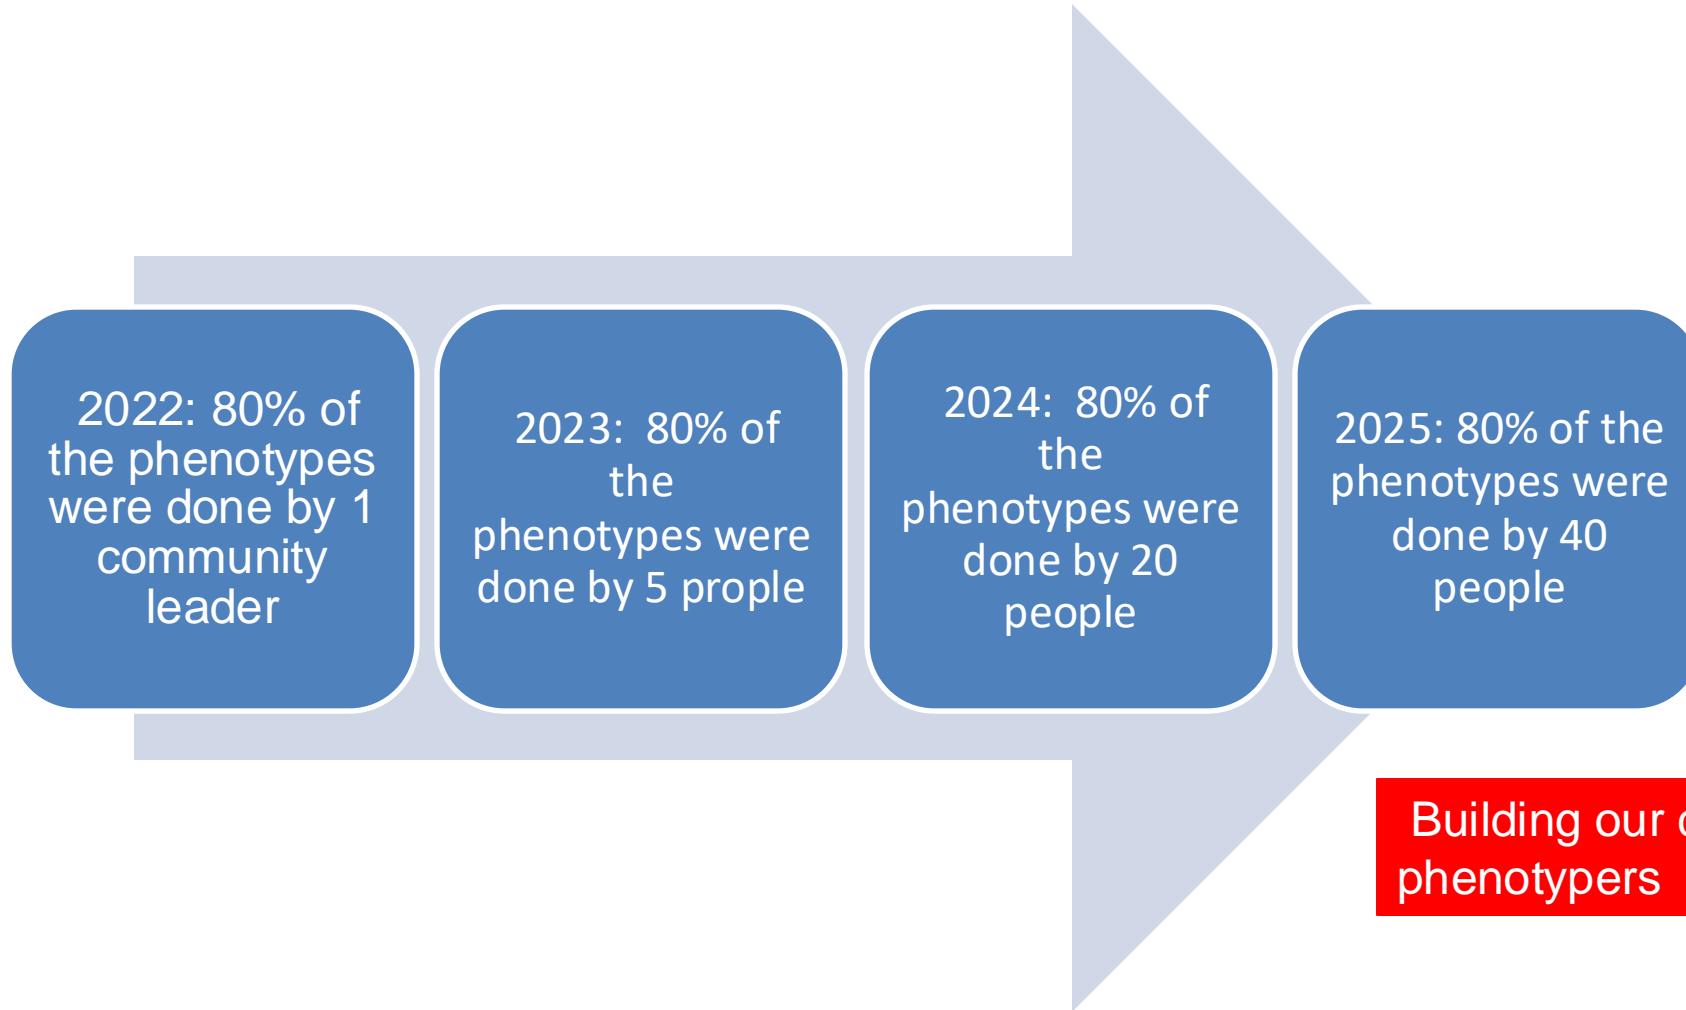 2022: 80% of
the phenotypes
were done by 1
community
leader
2023:  80% of
the
phenotypes were
done by 5 prople
2024:  80% of
the
phenotypes were
done by 20
people
2025: 80% of the
phenotypes were
done by 40
people
Building our
phenotypers